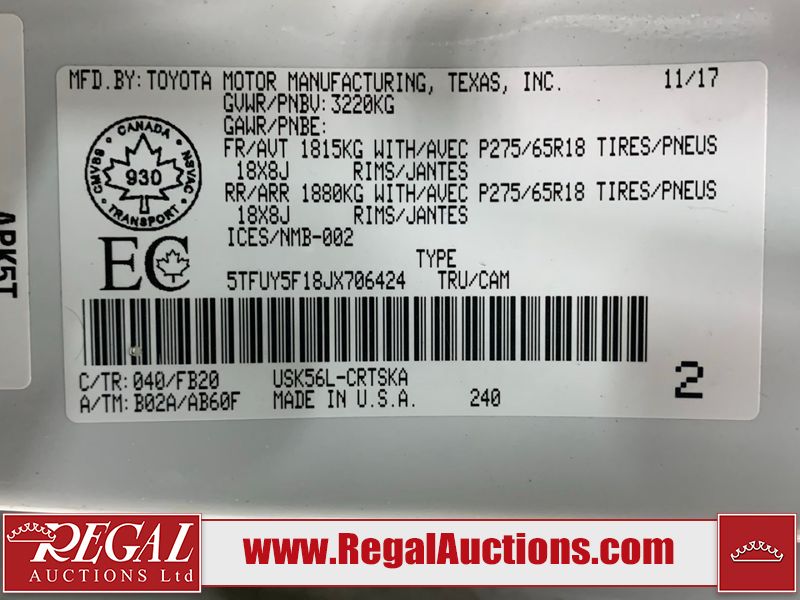 MFD.BY: TOYOTA MOTOR MANUFACTURING, TEXAS, INC. 11/17
GVWR/PNBV: 3220KG
GAWR/PNBE:
FR/AVT 1815KG WITH/AVEC P275/65R18 TIRES/PNEUS
18X8J RIMS/JANTES
RR/ARR 1880KG WITH/AVEC P275/65R18 TIRES/PNEUS
18X8J RIMS/JANTES
ICES/NMB-002
CANADA
CMVSS
930
NSVAC
TRANSPORT
EC
TYPE
5TFUY5F18JX706424 TRU/CAM
C/TR: 040/FB20 USK56L-CRTSKA
A/TM: B02A/AB60F MADE IN U.S.A. 240
2
APK5T
REGAL
AUCTIONS Ltd
www.RegalAuctions.com